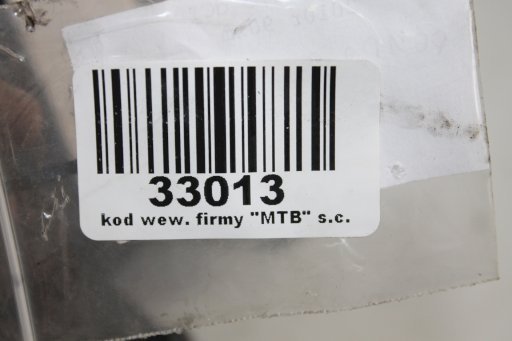 33013
kod wew. firmy "MTB" s.c.